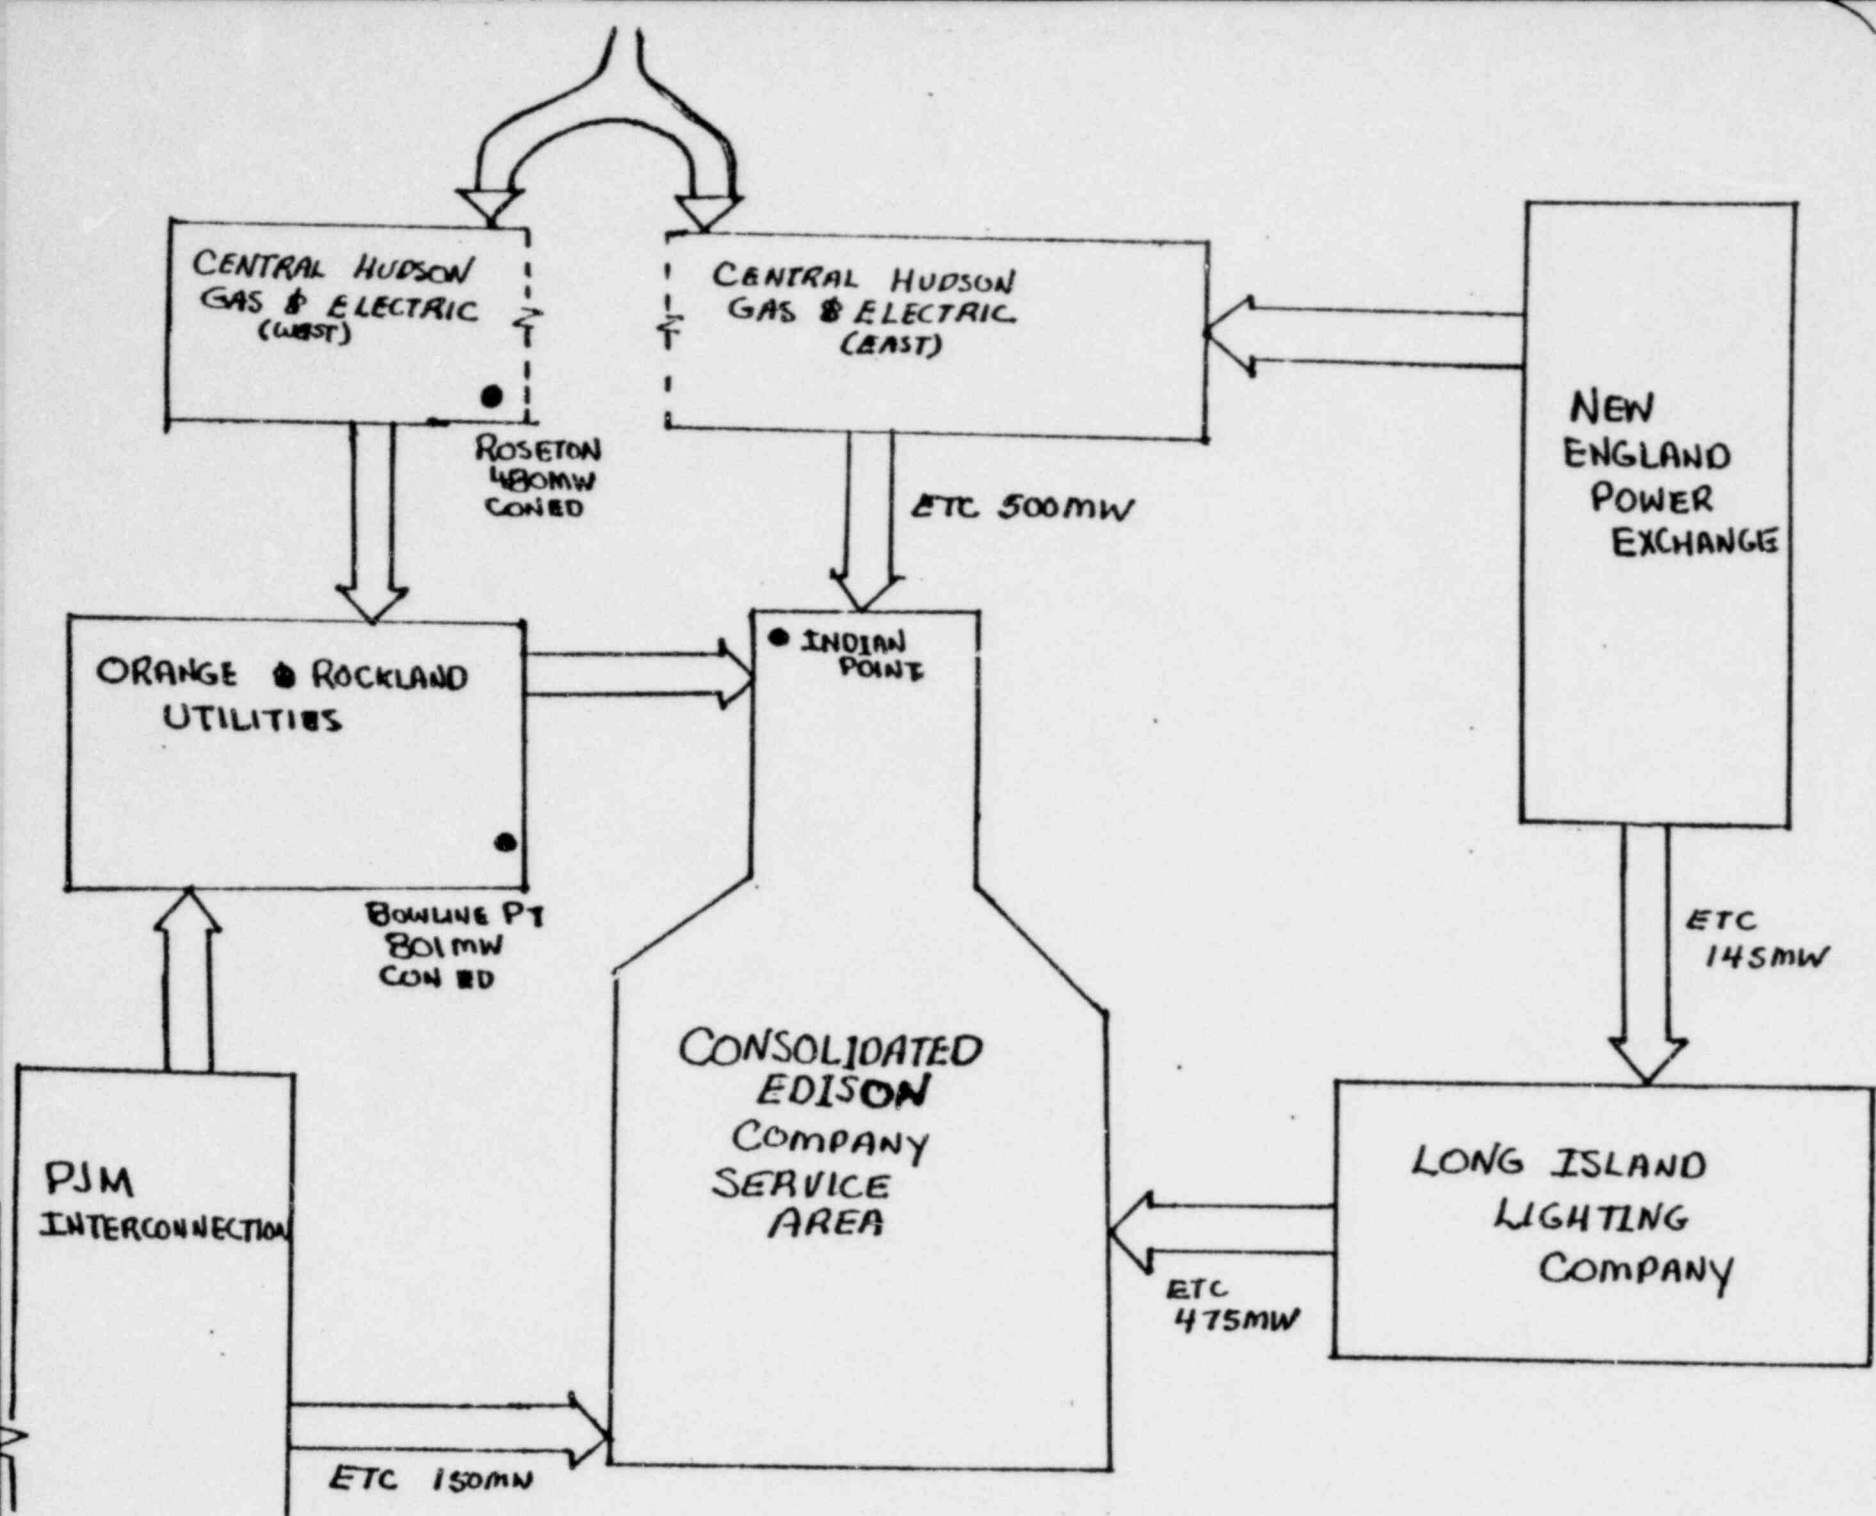 CENTRAL HUDSON
GAS & ELECTRIC
(WEST)
CENTRAL HUDSON
GAS & ELECTRIC
(EAST)
NEW
ENGLAND
POWER
EXCHANGE
ROSETON
480MW
CONED
ETC 500MW
INDIAN
POINT
ORANGE & ROCKLAND
UTILITIES
BOWLINE PT
801MW
CON ED
ETC
145MW
CONSOLIDATED
EDISON
COMPANY
SERVICE
AREA
PJM
INTERCONNECTION
LONG ISLAND
LIGHTING
COMPANY
ETC
475MW
ETC 150MW